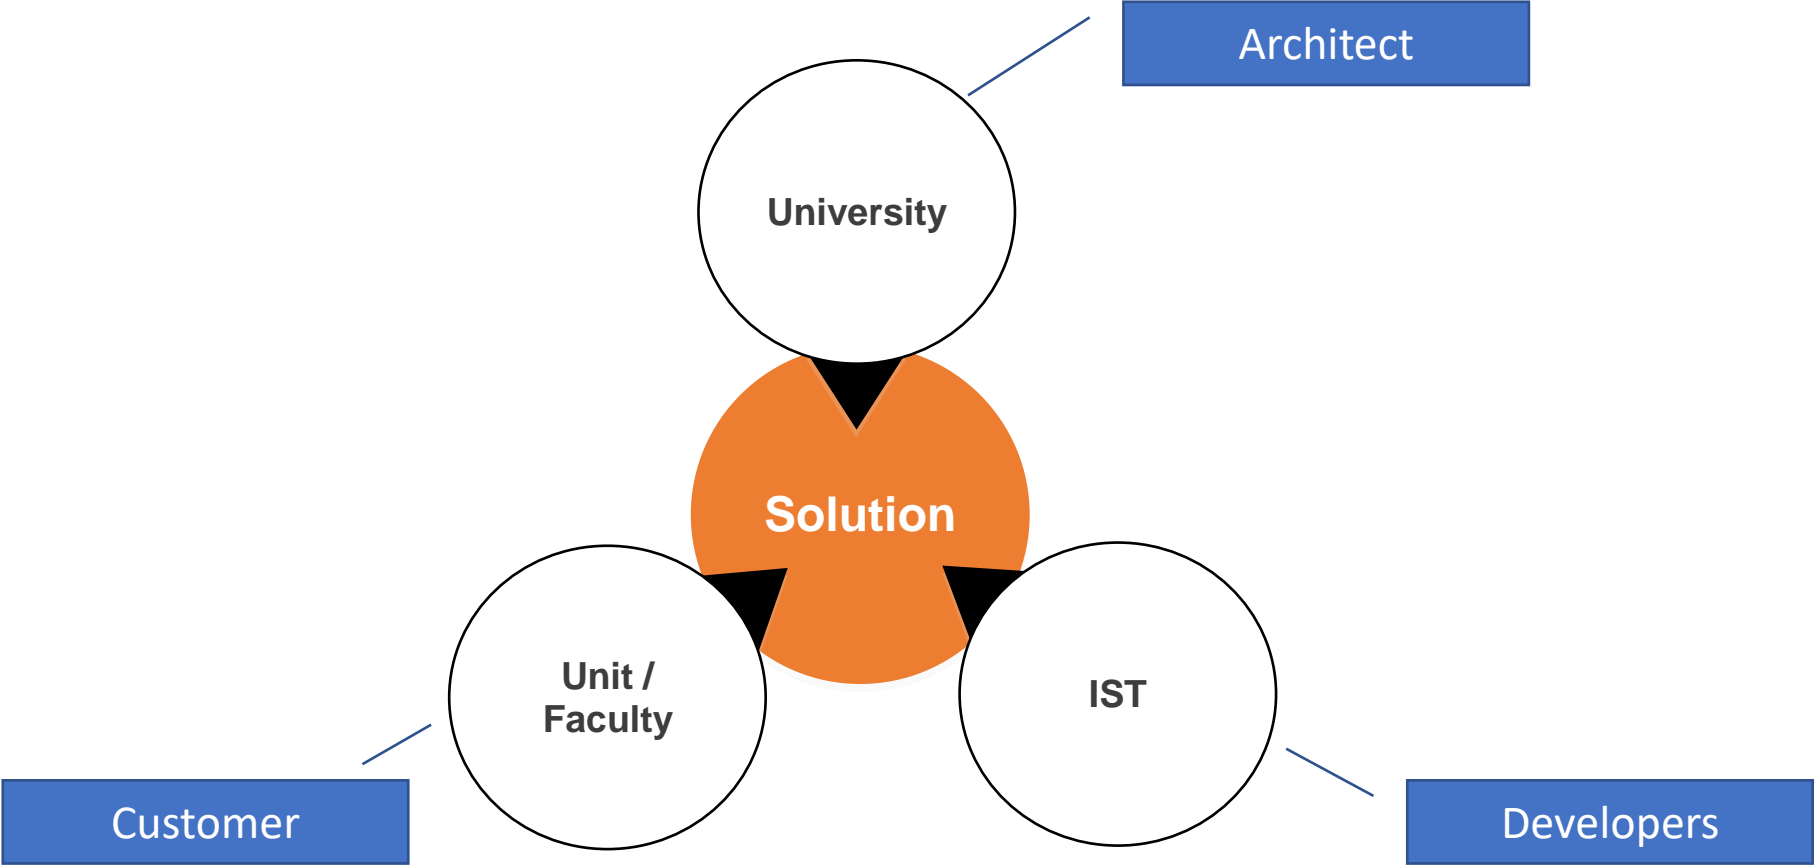 Architect
University
Solution
Unit /
Faculty
IST
Customer
Developers